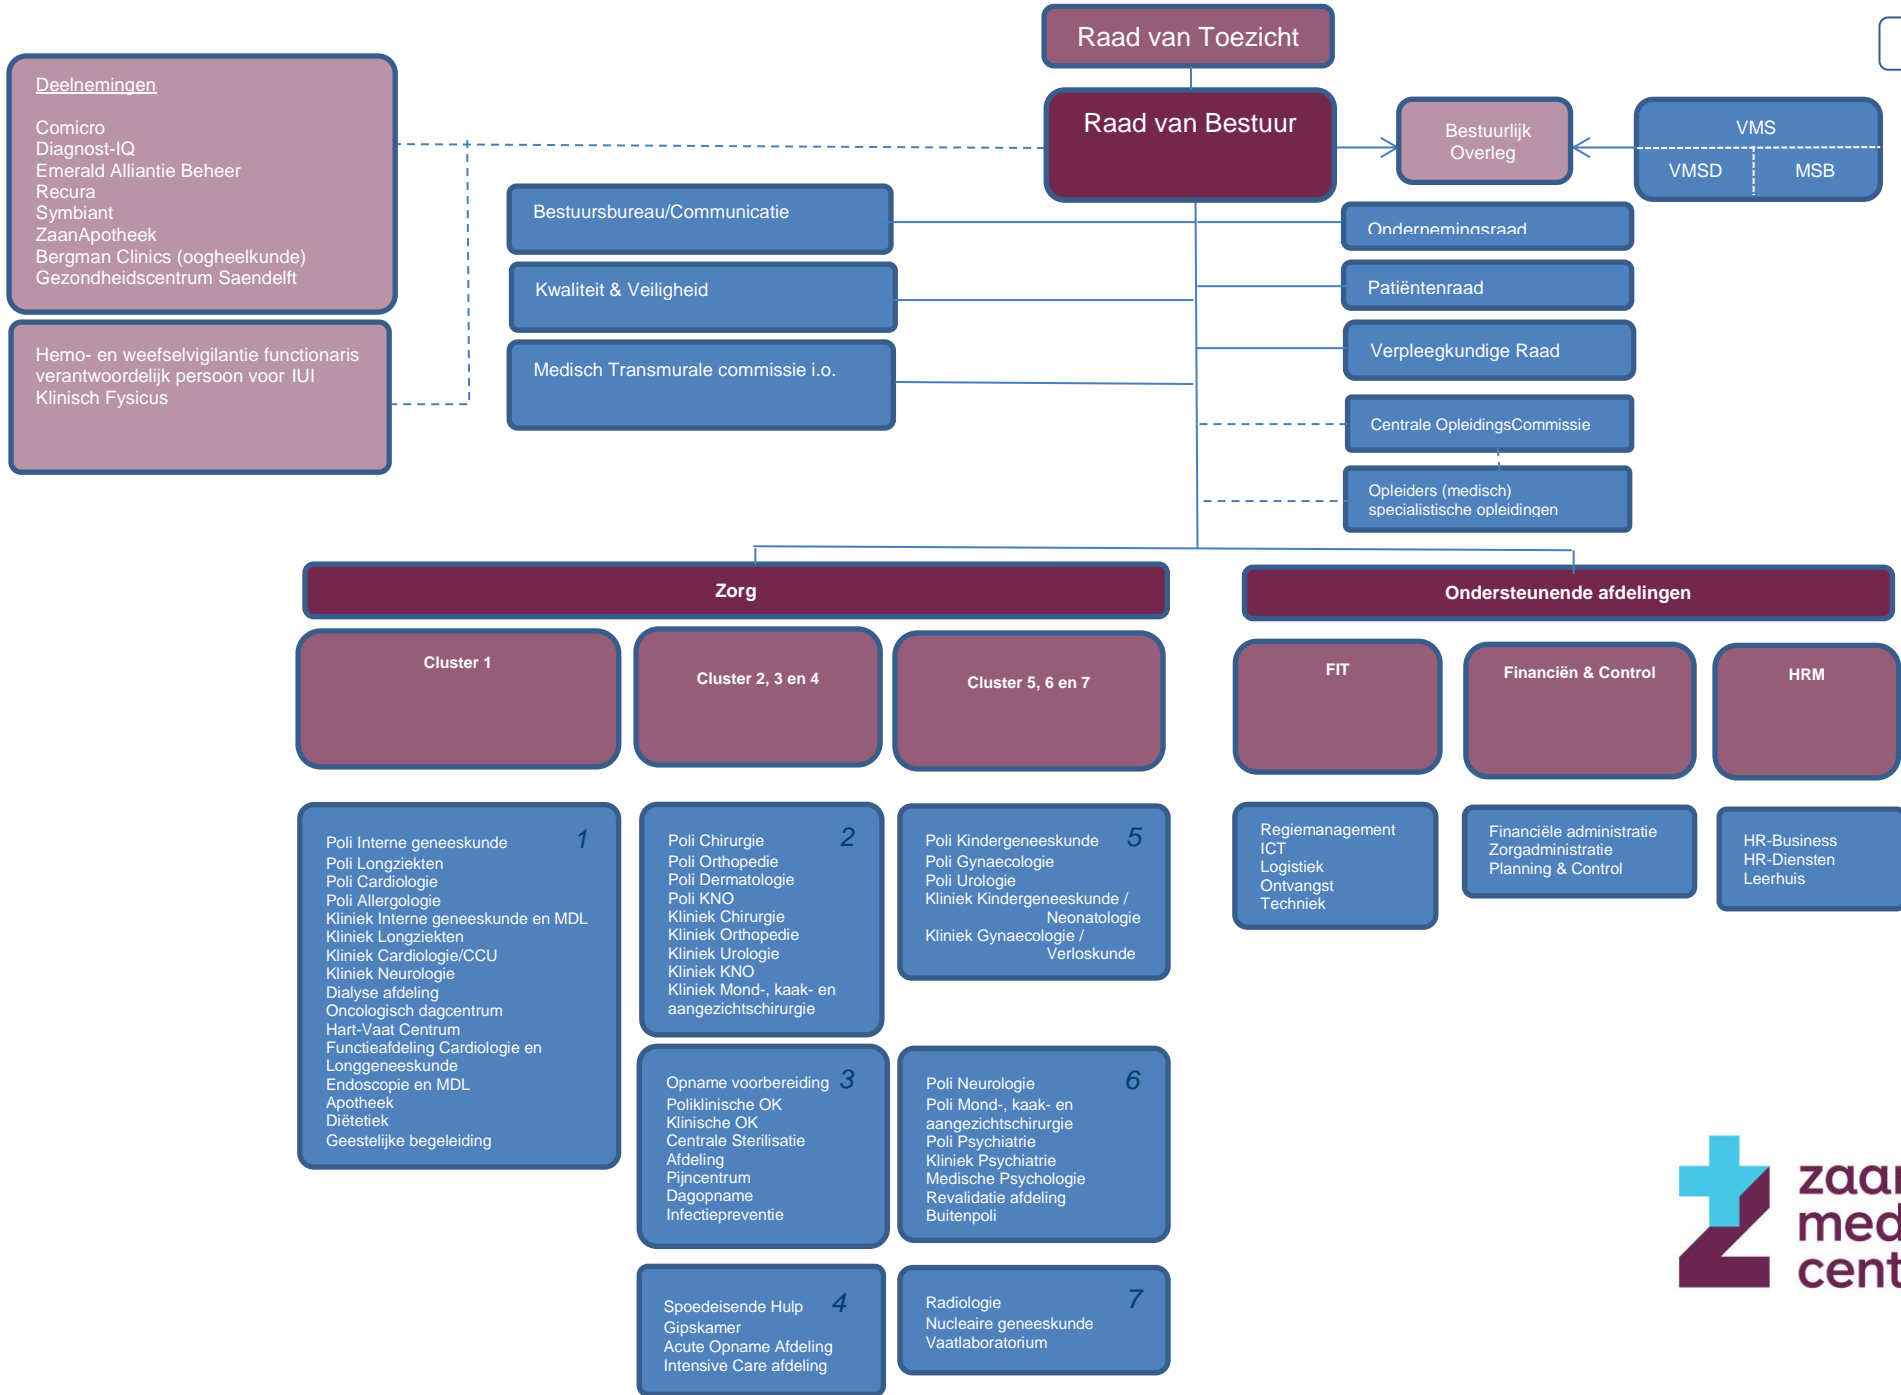 Raad van Toezicht
Deelnemingen
Comicro
Diagnost-IQ
Emerald Alliantie Beheer
Recura
Symbiant
ZaanApotheek
Bergman Clinics (oogheelkunde)
Gezondheidscentrum Saendelft
Raad van Bestuur
Bestuurlijk
Overleg
VMS
VMSD
MSB
Hemo- en weefselvigilantie functionaris
verantwoordelijk persoon voor IUI
Klinisch Fysicus
Bestuursbureau/Communicatie
Kwaliteit & Veiligheid
Medisch Transmurale commissie i.o.
Ondernemingsraad
Patiëntenraad
Verpleegkundige Raad
Centrale OpleidingsCommissie
Opleiders (medisch)
specialistische opleidingen
Zorg
Ondersteunende afdelingen
Cluster 1
Cluster 2, 3 en 4
Cluster 5, 6 en 7
FIT
Financiën & Control
HRM
Poli Interne geneeskunde 1
Poli Longziekten
Poli Cardiologie
Poli Allergologie
Kliniek Interne geneeskunde en MDL
Kliniek Longziekten
Kliniek Cardiologie/CCU
Kliniek Neurologie
Dialyse afdeling
Oncologisch dagcentrum
Hart-Vaat Centrum
Functieafdeling Cardiologie en
Longgeneeskunde
Endoscopie en MDL
Apotheek
Diëtetiek
Geestelijke begeleiding
Poli Chirurgie 2
Poli Orthopedie
Poli Dermatologie
Poli KNO
Kliniek Chirurgie
Kliniek Orthopedie
Kliniek Urologie
Kliniek KNO
Kliniek Mond-, kaak- en
aangezichtschirurgie
Opname voorbereiding 3
Poliklinische OK
Klinische OK
Centrale Sterilisatie
Afdeling
Pijncentrum
Dagopname
Infectiepreventie
Spoedeisende Hulp 4
Gipskamer
Acute Opname Afdeling
Intensive Care afdeling
Poli Kindergeneeskunde 5
Poli Gynaecologie
Poli Urologie
Kliniek Kindergeneeskunde /
Neonatologie
Kliniek Gynaecologie /
Verloskunde
Poli Neurologie 6
Poli Mond-, kaak- en
aangezichtschirurgie
Poli Psychiatrie
Kliniek Psychiatrie
Medische Psychologie
Revalidatie afdeling
Buitenpoli
Radiologie 7
Nucleaire geneeskunde
Vaatlaboratorium
Regiemanagement
ICT
Logistiek
Ontvangst
Techniek
Financiële administratie
Zorgadministratie
Planning & Control
HR-Business
HR-Diensten
Leerhuis